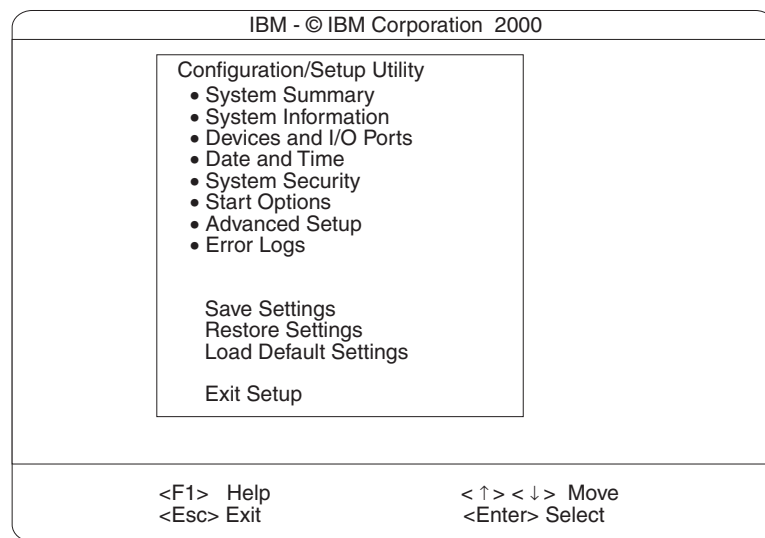 IBM - © IBM Corporation 2000
Configuration/Setup Utility
• System Summary
• System Information
• Devices and I/O Ports
• Date and Time
• System Security
• Start Options
• Advanced Setup
• Error Logs
Save Settings
Restore Settings
Load Default Settings
Exit Setup
<F1> Help < ↑ > < ↓ > Move
<Esc> Exit <Enter> Select